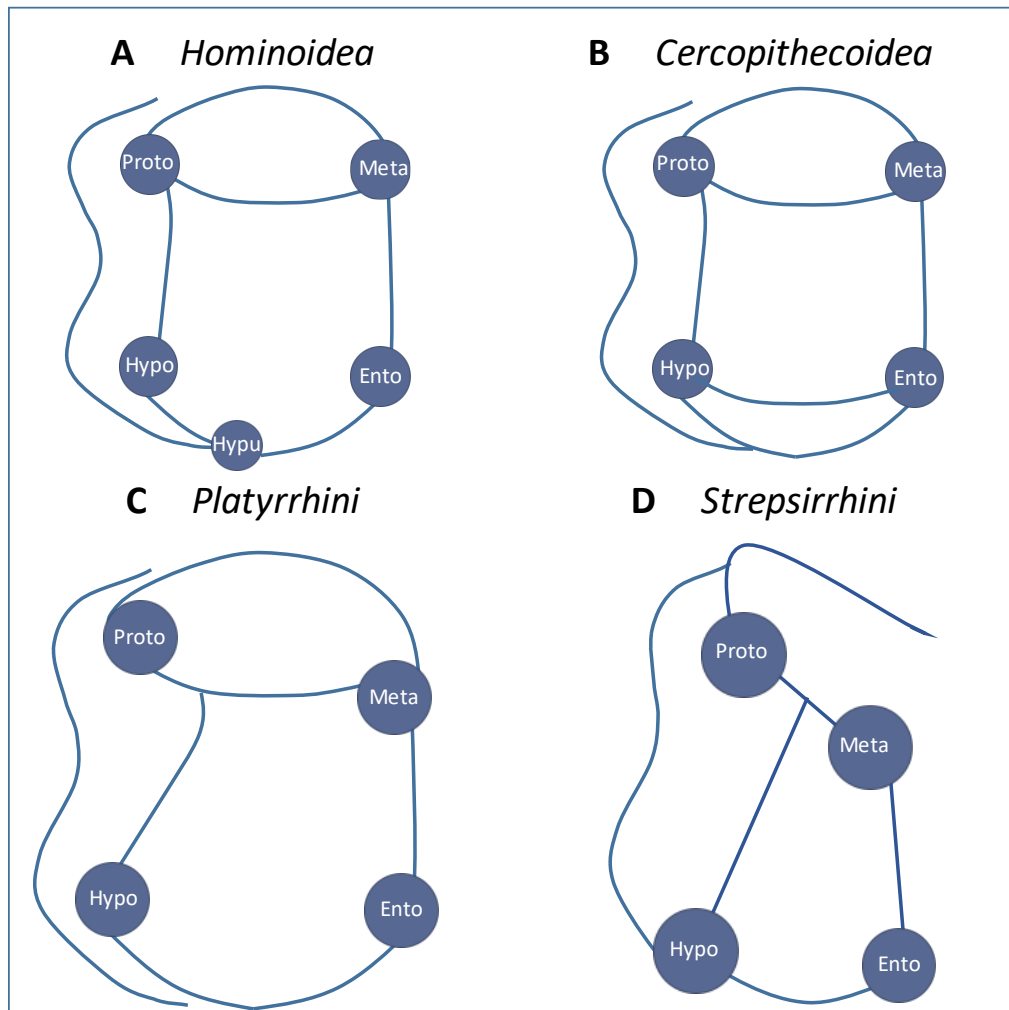 A Hominoidea
B Cercopithecoidea
Proto
Meta
Proto
Meta
Hypo
Ento
Hypo
Ento
Hypu
C Platyrrhini
D Strepsirrhini
Proto
Meta
Proto
Meta
Hypo
Ento
Hypo
Ento